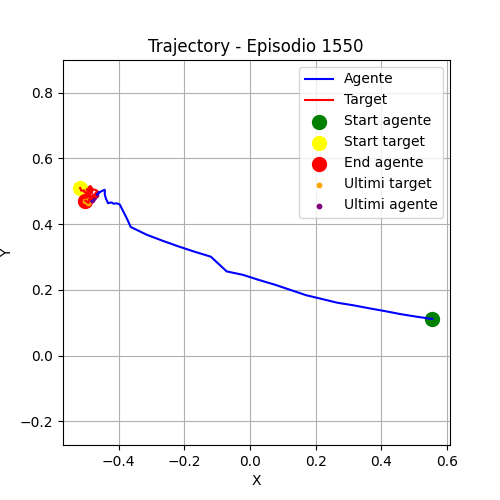 Trajectory - Episodio 1550
Agente
Target
Start agente
Start target
End agente
Ultimi target
Ultimi agente
0.8
0.6
0.4
0.2
0.0
−0.2
Y
−0.4
−0.2
0.0
0.2
0.4
0.6
X